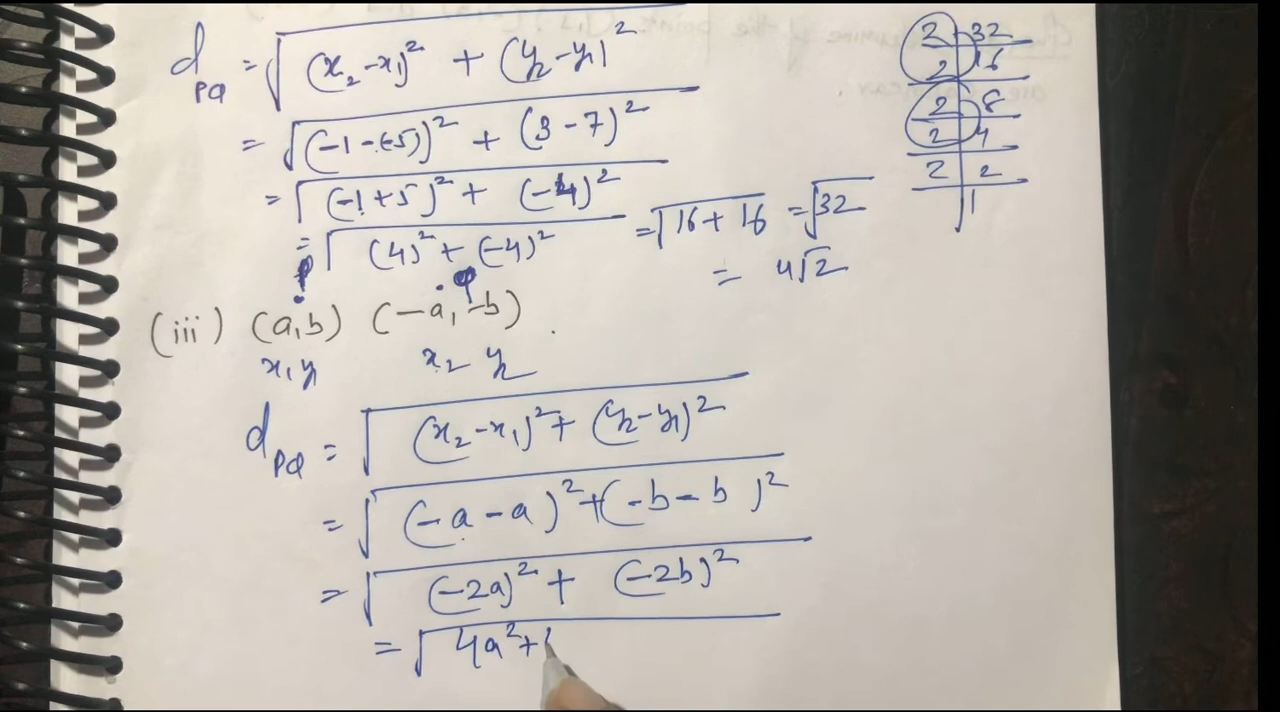 d_PQ = √((x₂-x₁)² + (y₂-y₁)²)
= √((-1-(-5))² + (3-7)²)
= √((-1+5)² + (-4)²)
= √((4)² + (-4)²) = √(16+16) = √32
= 4√2
2 | 32
2 | 16
2 | 8
2 | 4
2 | 2
| 1
P Q
(iii) (a,b) (-a,-b).
x₁y₁ x₂ y₂
d_PQ = √((x₂-x₁)² + (y₂-y₁)²)
= √((-a-a)² + (-b-b)²)
= √((-2a)² + (-2b)²)
= √(4a²+